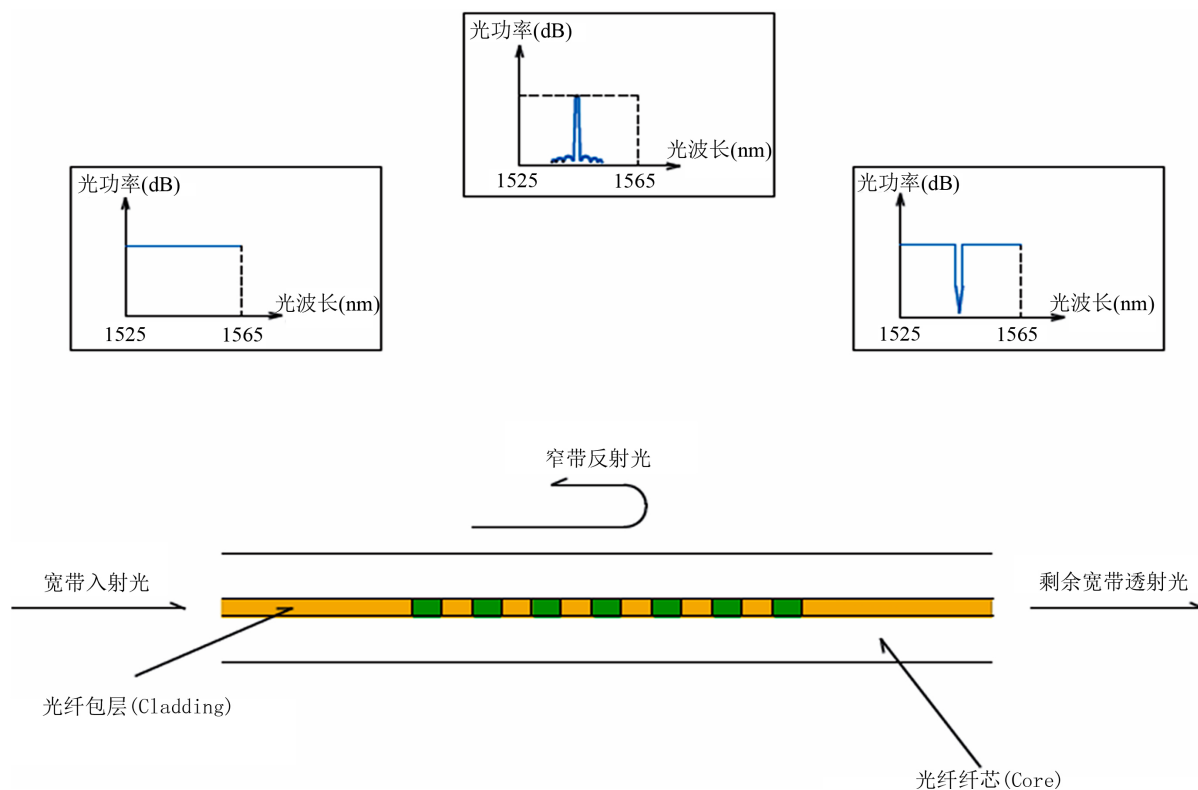 光功率(dB)
光波长(nm)
1525
1565
光功率(dB)
光波长(nm)
1525
1565
光功率(dB)
光波长(nm)
1525
1565
窄带反射光
宽带入射光
剩余宽带透射光
光纤包层(Cladding)
光纤纤芯(Core)